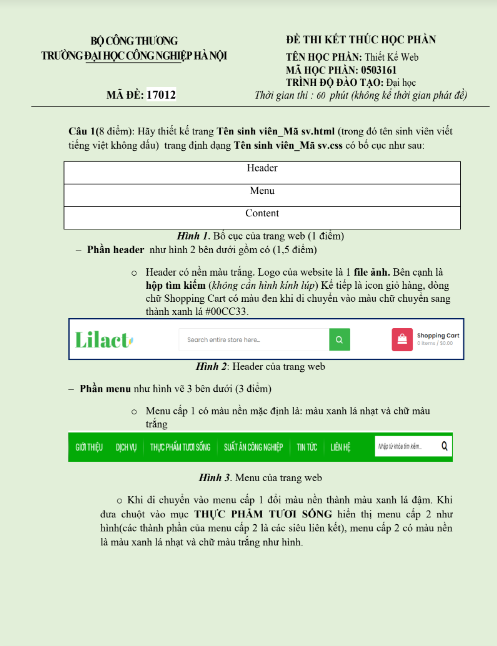 BỘ CÔNG THƯƠNG
TRƯỜNG ĐẠI HỌC CÔNG NGHIỆP HÀ NỘI
MÃ ĐỀ: 17012
ĐỀ THI KẾT THÚC HỌC PHẦN
TÊN HỌC PHẦN: Thiết Kế Web
MÃ HỌC PHẦN: 0503161
TRÌNH ĐỘ ĐÀO TẠO: Đại học
Thời gian thi : 60 phút (không kể thời gian phát đề)
Câu 1(8 điểm): Hãy thiết kế trang Tên sinh viên_Mã sv.html (trong đó tên sinh viên viết
tiếng việt không dấu) trang định dạng Tên sinh viên_Mã sv.css có bố cục như sau:
Header
Menu
Content
Hình 1. Bố cục của trang web (1 điểm)
– Phần header như hình 2 bên dưới gồm có (1,5 điểm)
o Header có nền màu trắng. Logo của website là 1 file ảnh. Bên cạnh là
hộp tìm kiếm (không cần hình kính lúp) Kế tiếp là icon giỏ hàng, dòng
chữ Shopping Cart có màu đen khi di chuyển vào màu chữ chuyển sang
thành xanh lá #00CC33.
Lilact
Search entire store here...
Shopping Cart
0 items / $0.00
Hình 2: Header của trang web
– Phần menu như hình vẽ 3 bên dưới (3 điểm)
o Menu cấp 1 có màu nền mặc định là: màu xanh lá nhạt và chữ màu
trắng
GIỚI THIỆU DỊCH VỤ THỰC PHẨM TƯƠI SỐNG SUẤT ĂN CÔNG NGHIỆP TIN TỨC LIÊN HỆ Nhập từ khóa tìm kiếm..
Hình 3. Menu của trang web
o Khi di chuyển vào menu cấp 1 đổi màu nền thành màu xanh lá đậm. Khi
đưa chuột vào mục THỰC PHẨM TƯƠI SỐNG hiển thị menu cấp 2 như
hình(các thành phần của menu cấp 2 là các siêu liên kết), menu cấp 2 có màu nền
là màu xanh lá nhạt và chữ màu trắng như hình.